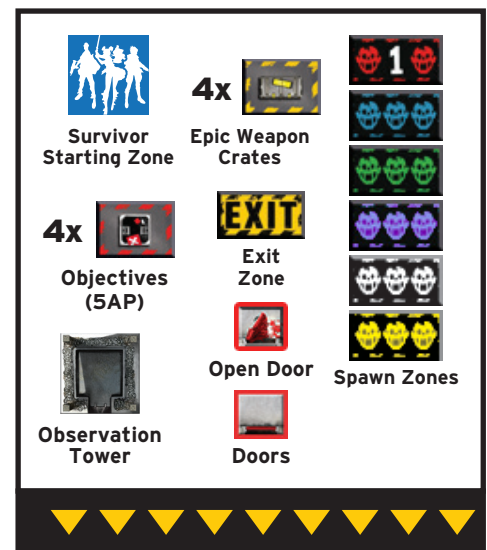 Survivor
Starting Zone
4x
Epic Weapon
Crates
4x
Objectives
(5AP)
EXIT
Exit
Zone
Observation
Tower
Open Door
Doors
1
Spawn Zones